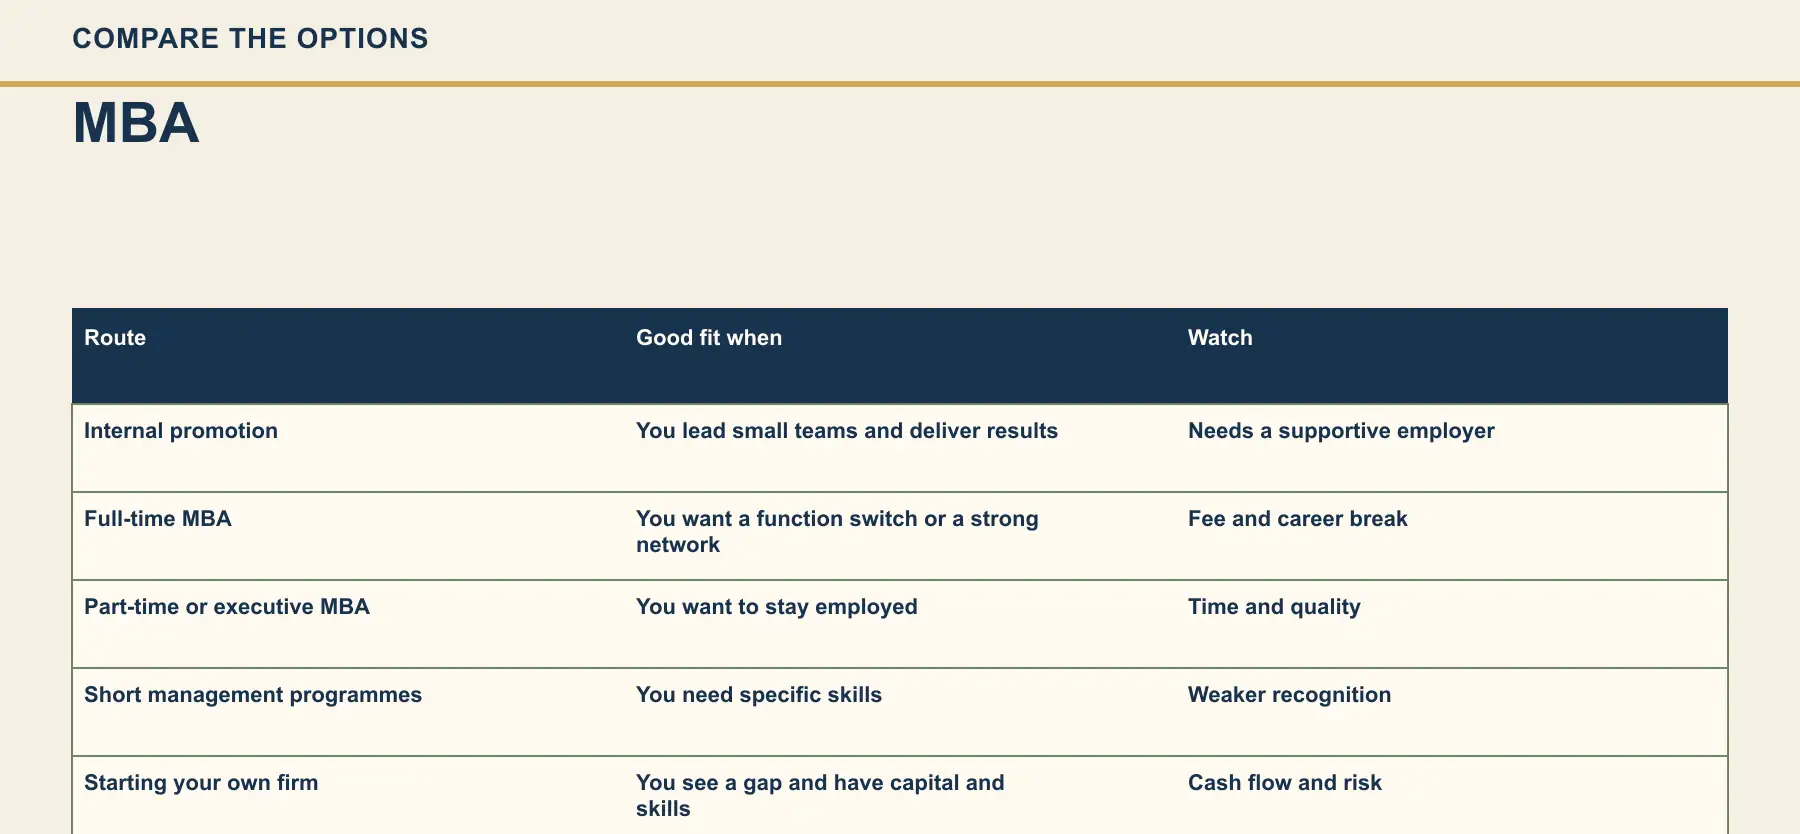 COMPARE THE OPTIONS
MBA
Route
Good fit when
Watch
Internal promotion
You lead small teams and deliver results
Needs a supportive employer
Full-time MBA
You want a function switch or a strong
network
Fee and career break
Part-time or executive MBA
You want to stay employed
Time and quality
Short management programmes
You need specific skills
Weaker recognition
Starting your own firm
You see a gap and have capital and
skills
Cash flow and risk